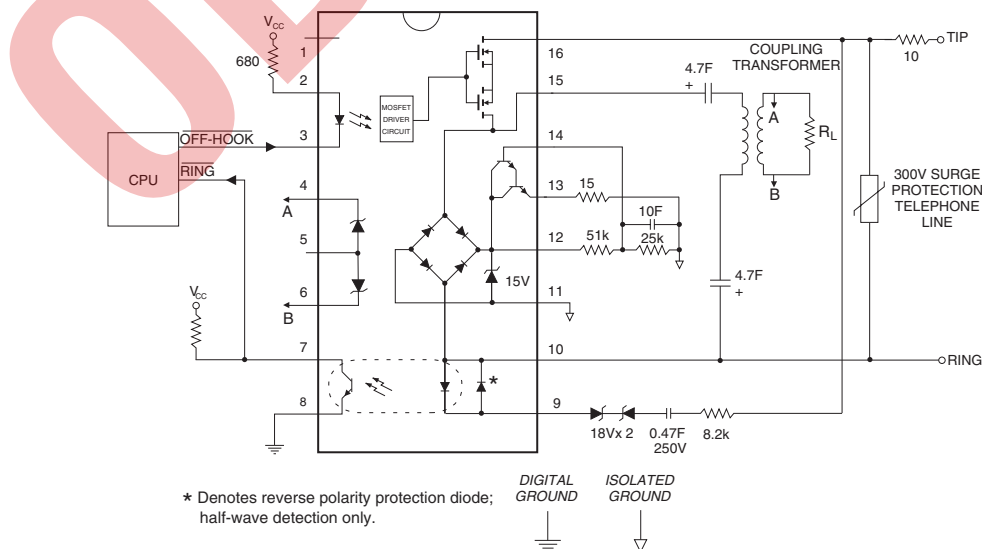 V_CC
680
1
2
3
4
5
6
7
8
16
15
14
13
12
11
10
9
MOSFET
DRIVER
CIRCUIT
CPU
OFF-HOOK
RING
A
B
V_CC
4.7F
+
COUPLING
TRANSFORMER
A
B
R_L
10
TIP
300V SURGE
PROTECTION
TELEPHONE
LINE
15
10F
51k
25k
15V
4.7F
+
RING
*
18Vx 2
0.47F
250V
8.2k
* Denotes reverse polarity protection diode;
half-wave detection only.
DIGITAL
GROUND
ISOLATED
GROUND